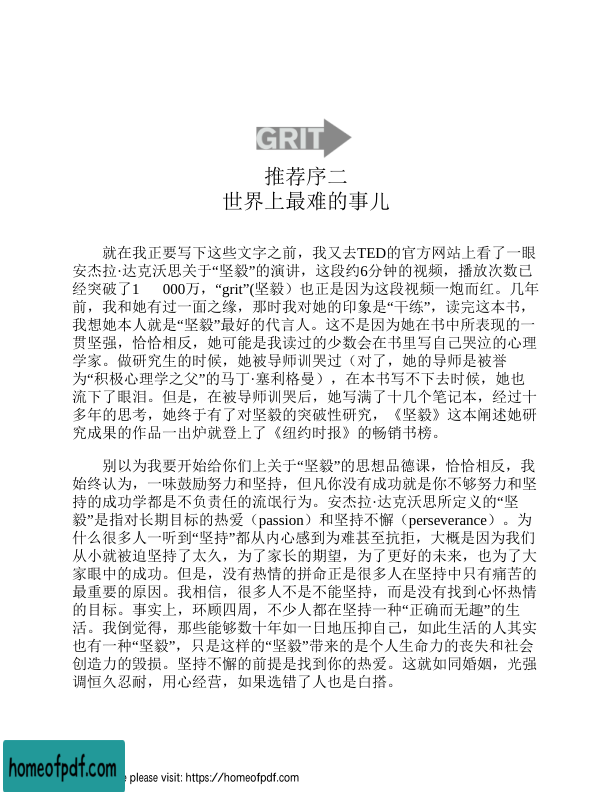 GRIT
推荐序二
世界上最难的事儿
就在我正要写下这些文字之前，我又去TED的官方网站上看了一眼
安杰拉·达克沃思关于“坚毅”的演讲，这段约6分钟的视频，播放次数已
经突破了1 000万，“grit”(坚毅）也正是因为这段视频一炮而红。几年
前，我和她有过一面之缘，那时我对她的印象是“干练”，读完这本书，
我想她本人就是“坚毅”最好的代言人。这不是因为她在书中所表现的一
贯坚强，恰恰相反，她可能是我读过的少数会在书里写自己哭泣的心理
学家。做研究生的时候，她被导师训哭过（对了，她的导师是被誉
为“积极心理学之父”的马丁·塞利格曼），在本书写不下去时候，她也
流下了眼泪。但是，在被导师训哭后，她写满了十几个笔记本，经过十
多年的思考，她终于有了对坚毅的突破性研究，《坚毅》这本阐述她研
究成果的作品一出炉就登上了《纽约时报》的畅销书榜。
别以为我要开始给你们上关于“坚毅”的思想品德课，恰恰相反，我
始终认为，一味鼓励努力和坚持，但凡你没有成功就是你不够努力和坚
持的成功学都是不负责任的流氓行为。安杰拉·达克沃思所定义的“坚
毅”是指对长期目标的热爱（passion）和坚持不懈（perseverance）。为
什么很多人一听到“坚持”都从内心感到为难甚至抗拒，大概是因为我们
从小就被迫坚持了太久，为了家长的期望，为了更好的未来，也为了大
家眼中的成功。但是，没有热情的拼命正是很多人在坚持中只有痛苦的
最重要的原因。我相信，很多人不是不能坚持，而是没有找到心怀热情
的目标。事实上，环顾四周，不少人都在坚持一种“正确而无趣”的生
活。我倒觉得，那些能够数十年如一日地压抑自己，如此生活的人其实
也有一种“坚毅”，只是这样的“坚毅”带来的是个人生命力的丧失和社会
创造力的毁损。坚持不懈的前提是找到你的热爱。这就如同婚姻，光强
调恒久忍耐，用心经营，如果选错了人也是白搭。
homeofpdf.com
e please visit: https://homeofpdf.com